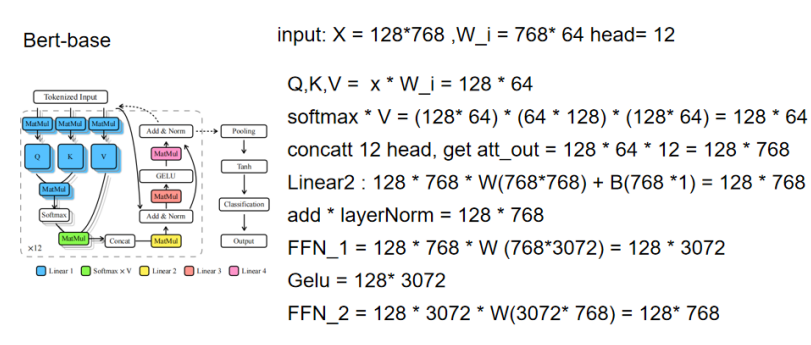 Bert-base
input: X = 128*768 ,W_i = 768* 64 head= 12
Q,K,V = x * W_i = 128 * 64
softmax * V = (128* 64) * (64 * 128) * (128* 64) = 128 * 64
concatt 12 head, get att_out = 128 * 64 * 12 = 128 * 768
Linear2 : 128 * 768 * W(768*768) + B(768 *1) = 128 * 768
add * layerNorm = 128 * 768
FFN_1 = 128 * 768 * W (768*3072) = 128 * 3072
Gelu = 128* 3072
FFN_2 = 128 * 3072 * W(3072* 768) = 128* 768
Tokenized Input
MatMul MatMul MatMul
Q K V
MatMul
Softmax
MatMul
Concat
MatMul
Add & Norm
MatMul
GELU
MatMul
Add & Norm
Pooling
Tanh
Classification
Output
×12
Linear 1 Softmax × V Linear 2 Linear 3 Linear 4